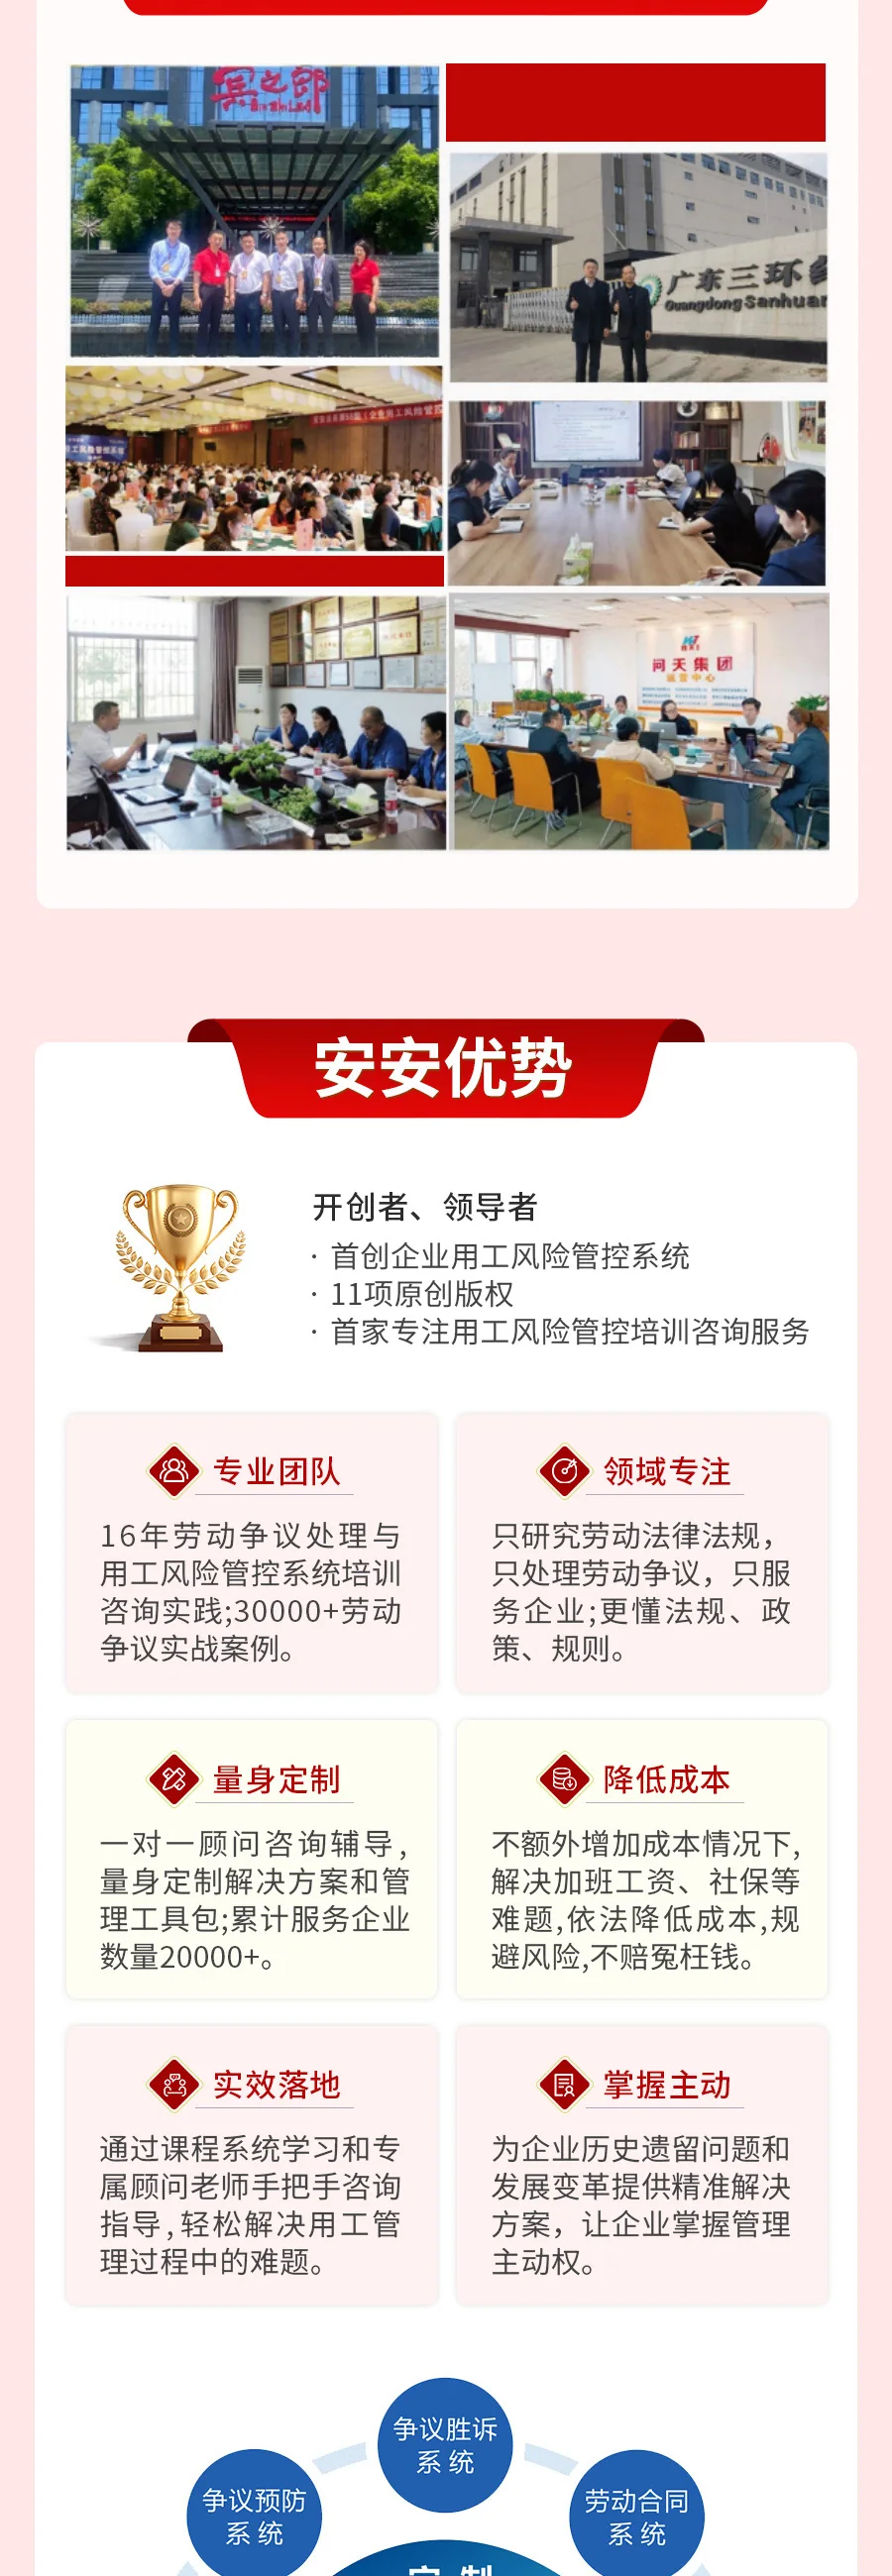 宾之郎
广东三环
Guangdong Sanhuan
问天集团
运营中心
安安优势
开创者、领导者
· 首创企业用工风险管控系统
· 11项原创版权
· 首家专注用工风险管控培训咨询服务
专业团队
16年劳动争议处理与
用工风险管控系统培训
咨询实践;30000+劳动
争议实战案例。
领域专注
只研究劳动法律法规，
只处理劳动争议，只服
务企业;更懂法规、政
策、规则。
量身定制
一对一顾问咨询辅导,
量身定制解决方案和管
理工具包;累计服务企业
数量20000+。
降低成本
不额外增加成本情况下,
解决加班工资、社保等
难题,依法降低成本,规
避风险,不赔冤枉钱。
实效落地
通过课程系统学习和专
属顾问老师手把手咨询
指导,轻松解决用工管
理过程中的难题。
掌握主动
为企业历史遗留问题和
发展变革提供精准解决
方案，让企业掌握管理
主动权。
争议胜诉
系统
争议预防
系统
劳动合同
系统